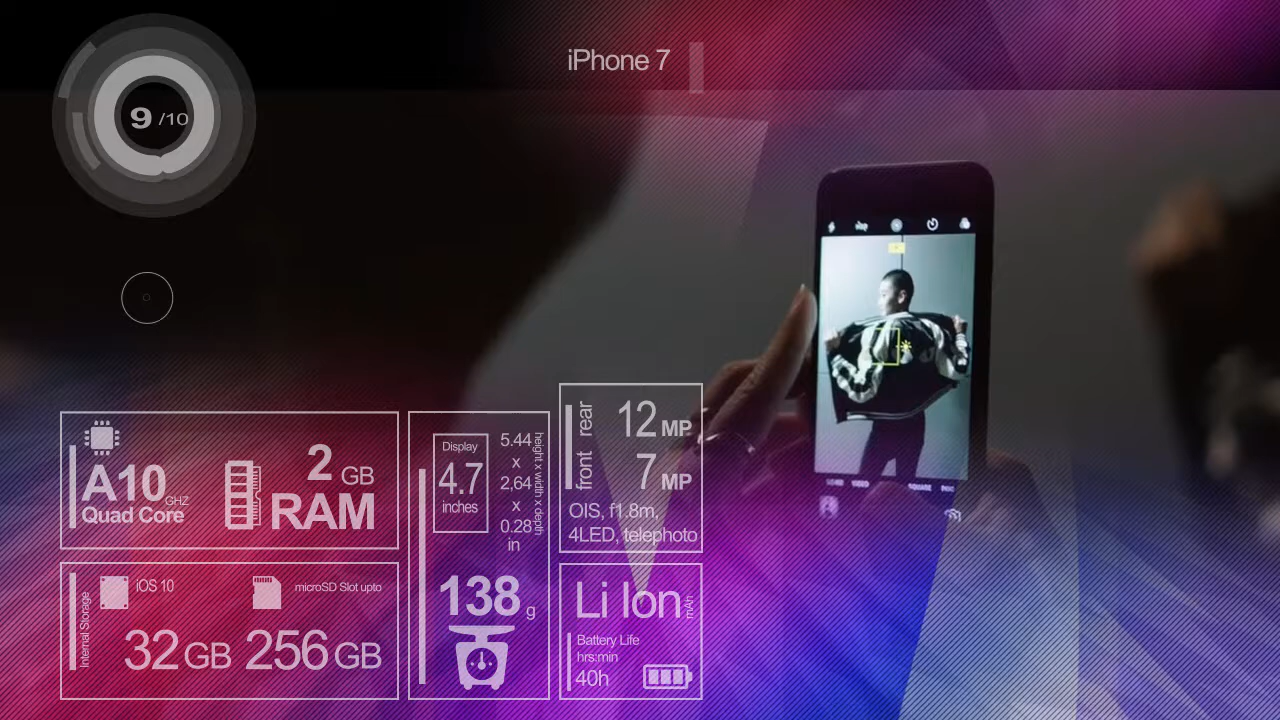 iPhone 7
9 /10
A10 GHZ
Quad Core
2 GB
RAM
Internal Storage
iOS 10
microSD Slot upto
32 GB 256 GB
Display
4.7
inches
5.44
x
2,64
x
0.28
in
height x width x depth
138 g
rear
12 MP
front
7 MP
OIS, f1.8m,
4LED, telephoto
Li Ion mAh
Battery Life
hrs:min
40h
VIDEO
SQUARE